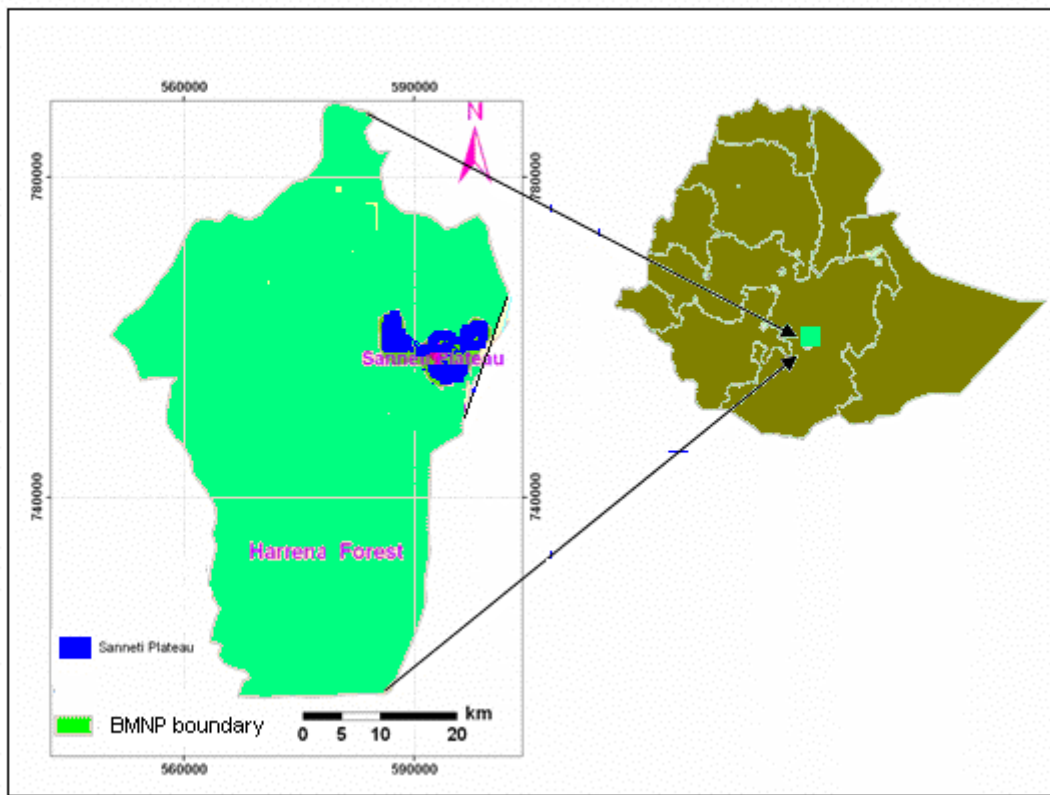 560000 590000
N
780000 780000
Sanneti Plateau
740000 740000
Harrena Forest
Sanneti Plateau
BMNP boundary
km
0 5 10 20
560000 590000